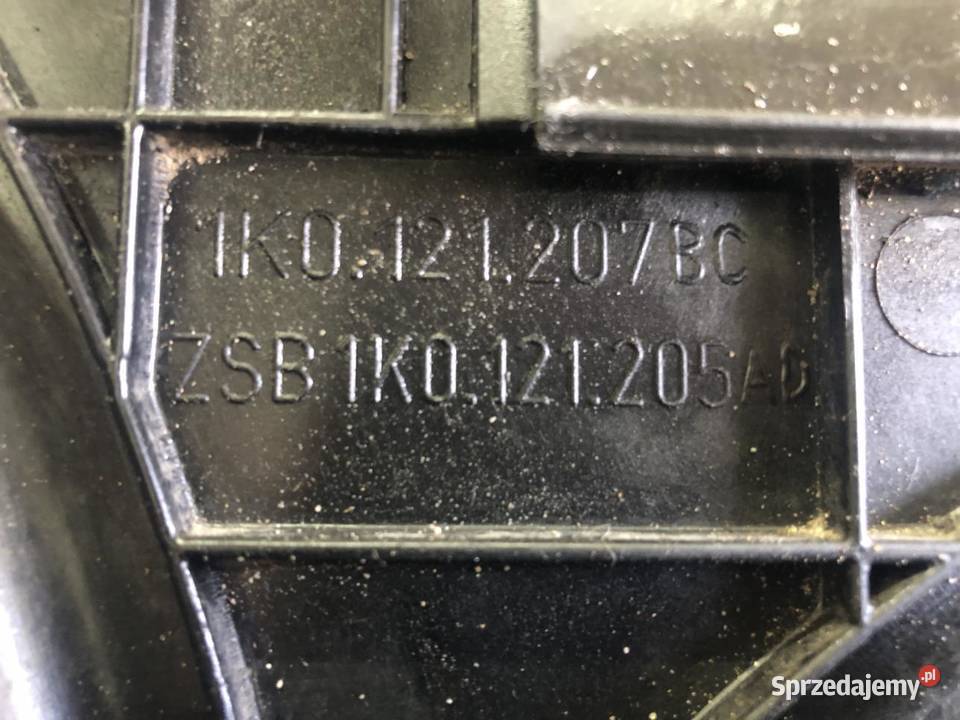 1K0.121.207BC
ZSB 1K0.121.205AD
Sprzedajemy.pl